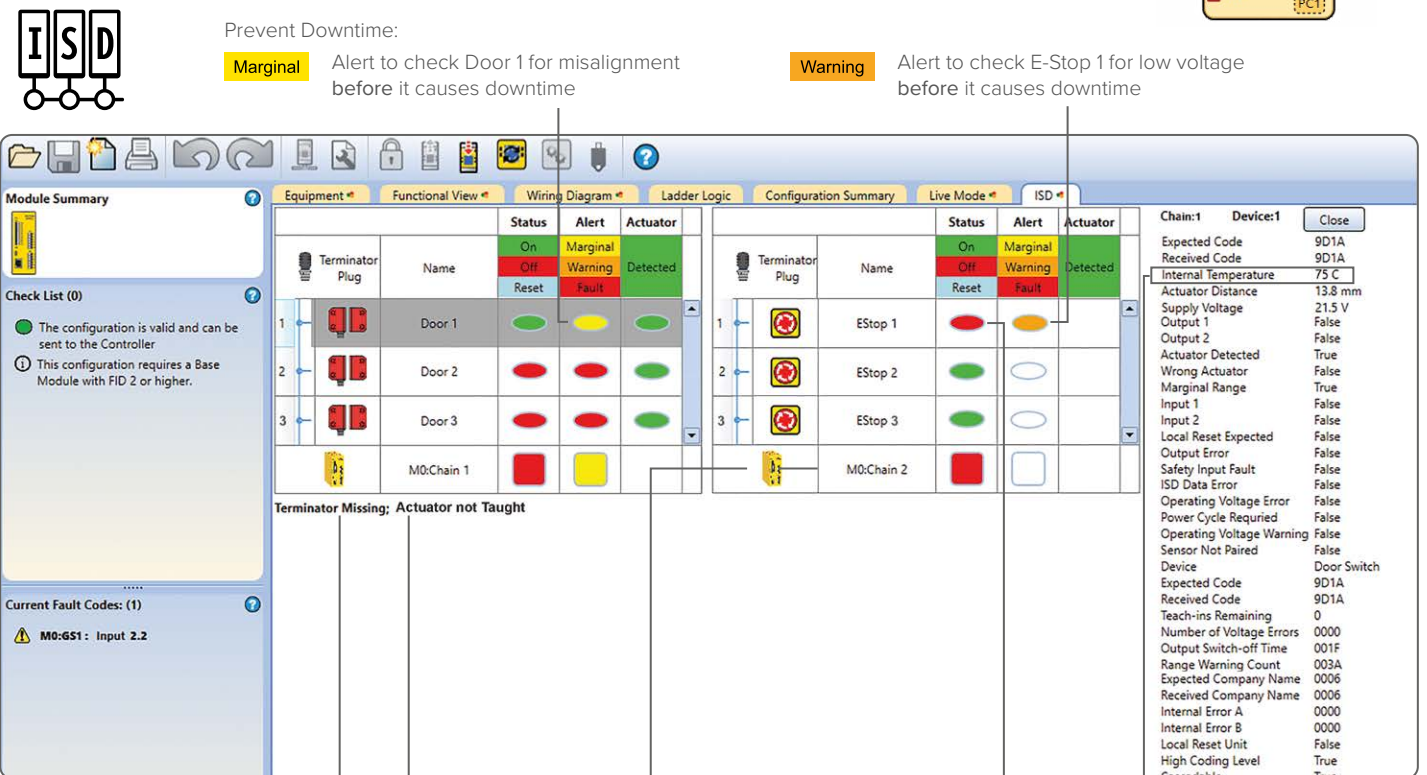 PC1
ISD
Prevent Downtime:
Marginal
Alert to check Door 1 for misalignment
before it causes downtime
Warning
Alert to check E-Stop 1 for low voltage
before it causes downtime
Module Summary
Check List (0)
The configuration is valid and can be
sent to the Controller
This configuration requires a Base
Module with FID 2 or higher.
Current Fault Codes: (1)
M0:GS1: Input 2.2
Equipment
Functional View
Wiring Diagram
Ladder Logic
Configuration Summary
Live Mode
ISD
Status Alert Actuator
Terminator
Plug
Name
On
Off
Reset
Marginal
Warning
Fault
Detected
1 Door 1
2 Door 2
3 Door 3
M0:Chain 1
Terminator Missing; Actuator not Taught
Status Alert Actuator
Terminator
Plug
Name
On
Off
Reset
Marginal
Warning
Fault
Detected
1 EStop 1
2 EStop 2
3 EStop 3
M0:Chain 2
Chain:1 Device:1 Close
Expected Code 9D1A
Received Code 9D1A
Internal Temperature 75 C
Actuator Distance 13.8 mm
Supply Voltage 21.5 V
Output 1 False
Output 2 False
Actuator Detected True
Wrong Actuator False
Marginal Range True
Input 1 False
Input 2 False
Local Reset Expected False
Output Error False
Safety Input Fault False
ISD Data Error False
Operating Voltage Error False
Power Cycle Requried False
Operating Voltage Warning False
Sensor Not Paired False
Device Door Switch
Expected Code 9D1A
Received Code 9D1A
Teach-ins Remaining 0
Number of Voltage Errors 0000
Output Switch-off Time 001F
Range Warning Count 003A
Expected Company Name 0006
Received Company Name 0006
Internal Error A 0000
Internal Error B 0000
Local Reset Unit False
High Coding Level True